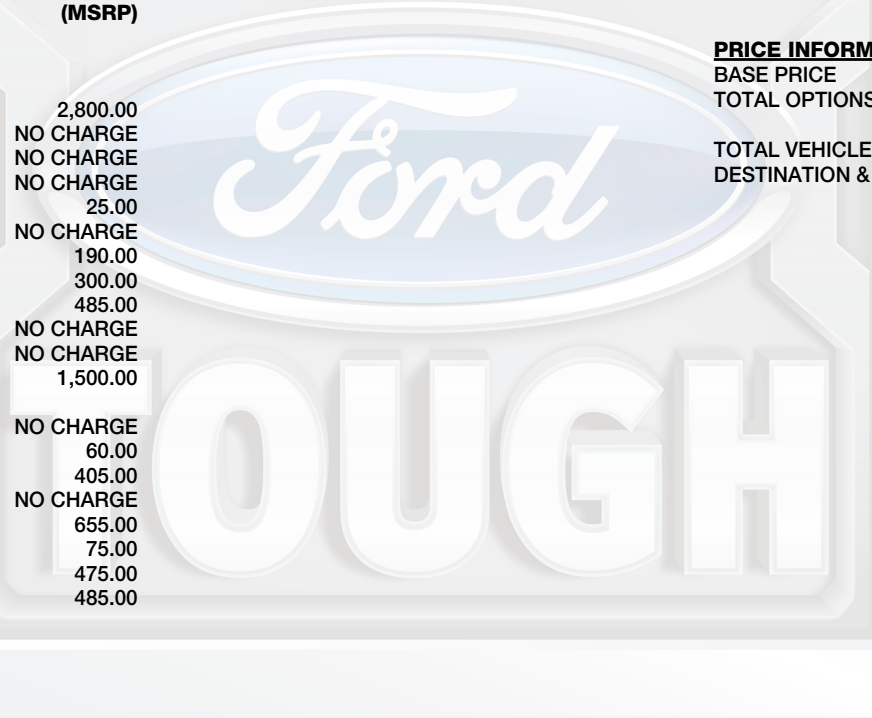 (MSRP)
2,800.00
NO CHARGE
NO CHARGE
NO CHARGE
25.00
NO CHARGE
190.00
300.00
485.00
NO CHARGE
NO CHARGE
1,500.00
NO CHARGE
60.00
405.00
NO CHARGE
655.00
75.00
475.00
485.00
PRICE INFORM
BASE PRICE
TOTAL OPTIONS
TOTAL VEHICLE
DESTINATION &
Ford
TOUGH